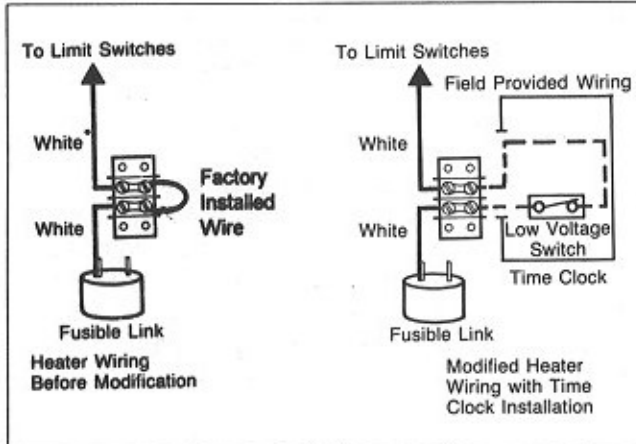 To Limit Switches
White
Factory
Installed
Wire
White
Fusible Link
Heater Wiring
Before Modification
To Limit Switches
Field Provided Wiring
White
White
Low Voltage
Switch
Time Clock
Fusible Link
Modified Heater
Wiring with Time
Clock Installation